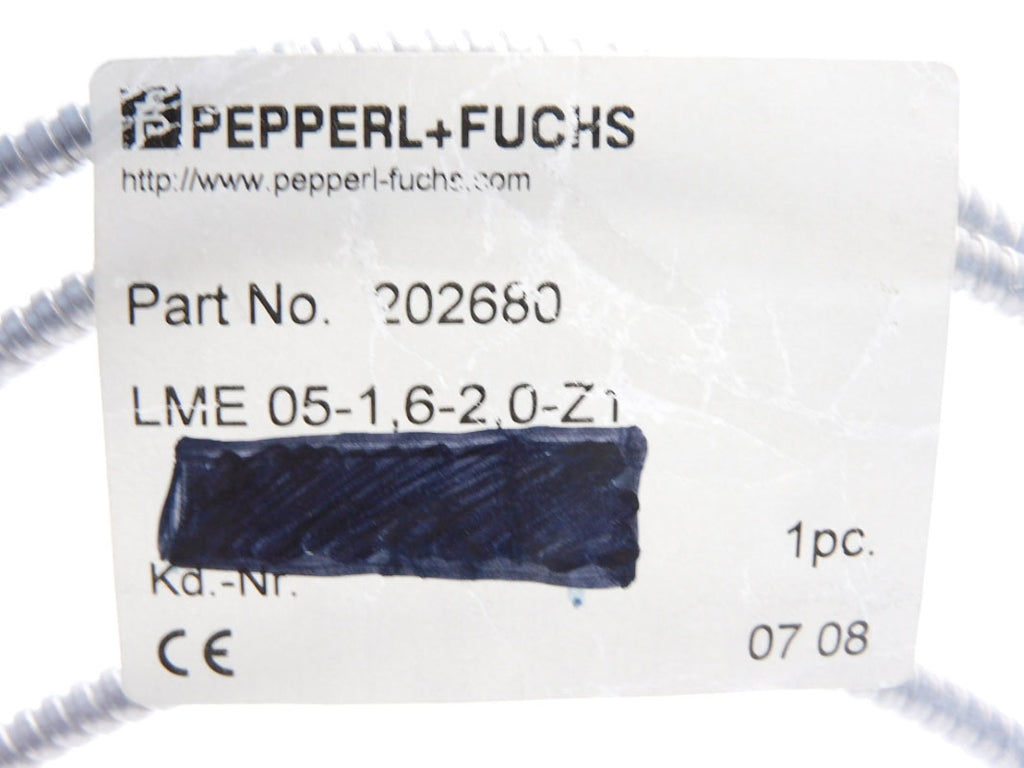 PEPPERL+FUCHS
http://www.pepperl-fuchs.com
Part No. 202680
LME 05-1,6-2,0-Z1
1pc.
Kd.-Nr.
CE
07 08